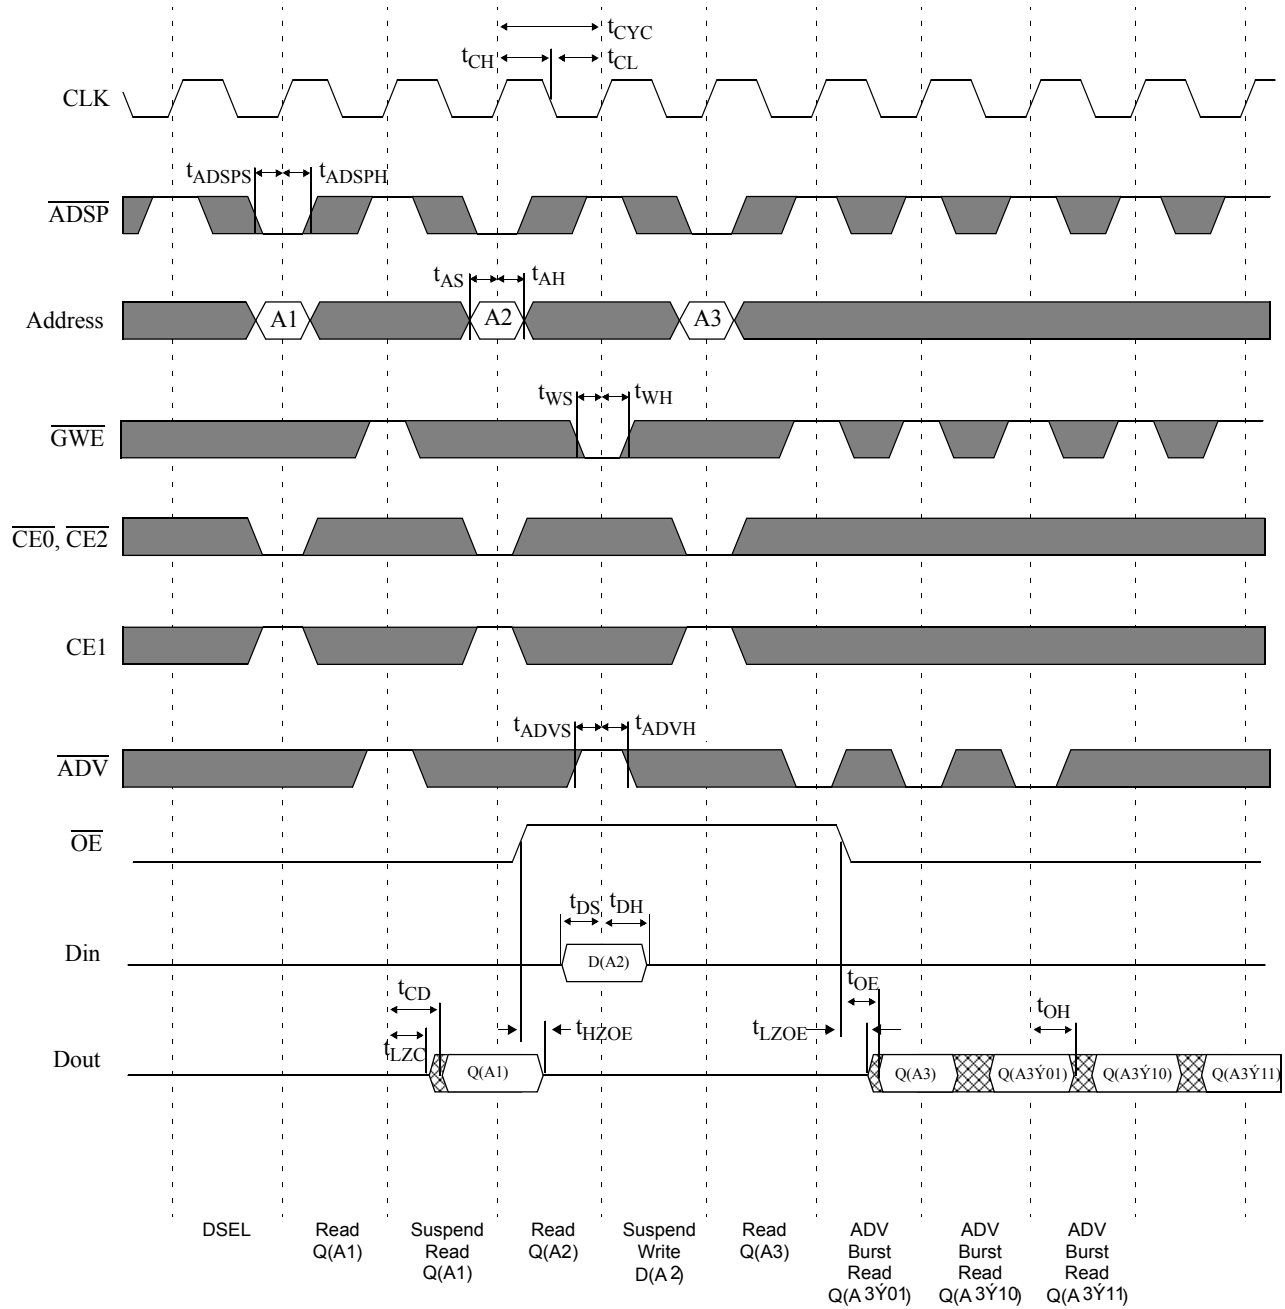 tCYC
tCH tCL
CLK
tADSPS tADSPH
ADSP
tAS tAH
Address A1 A2 A3
tWS tWH
GWE
CE0, CE2
CE1
tADVS tADVH
ADV
OE
tDS tDH
Din D(A2)
tCD tOE tOH
tLZC tHZOE tLZOE
Dout Q(A1) Q(A3) Q(A3Ý01) Q(A3Ý10) Q(A3Ý11)
DSEL Read Suspend Read Suspend Read ADV ADV ADV
Q(A1) Read Q(A2) Write Q(A3) Burst Burst Burst
Q(A1) D(A2) Read Read Read
Q(A3Ý01) Q(A3Ý10) Q(A3Ý11)